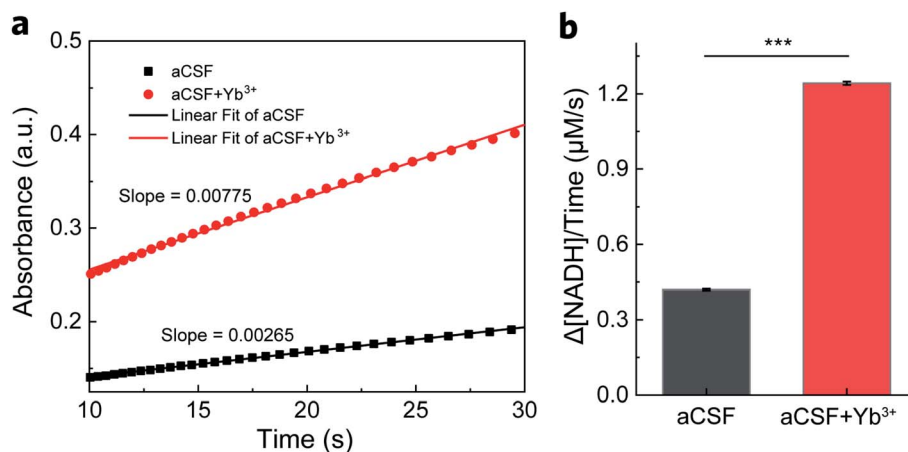 a
0.5
0.4
0.3
0.2
Absorbance (a.u.)
aCSF
aCSF+Yb³⁺
Linear Fit of aCSF
Linear Fit of aCSF+Yb³⁺
Slope = 0.00775
Slope = 0.00265
10 15 20 25 30
Time (s)
b
***
1.2
0.9
0.6
0.3
0.0
Δ[NADH]/Time (μM/s)
aCSF aCSF+Yb³⁺